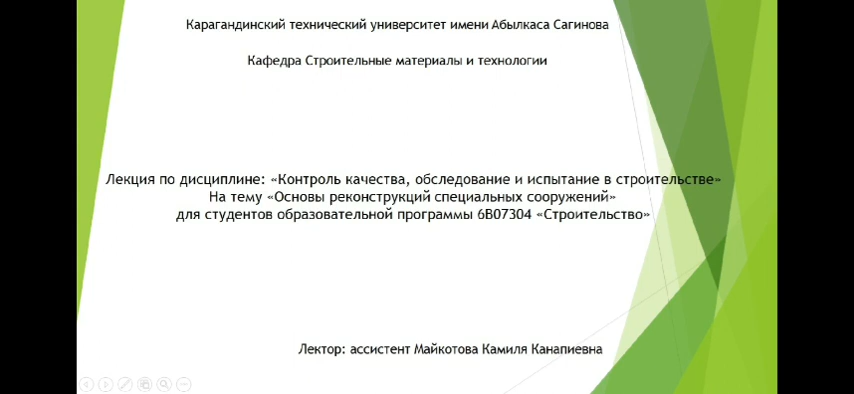 Карагандинский технический университет имени Абылкаса Сагинова
Кафедра Строительные материалы и технологии
Лекция по дисциплине: «Контроль качества, обследование и испытание в строительстве»
На тему «Основы реконструкций специальных сооружений»
для студентов образовательной программы 6В07304 «Строительство»
Лектор: ассистент Майкотова Камиля Канапиевна